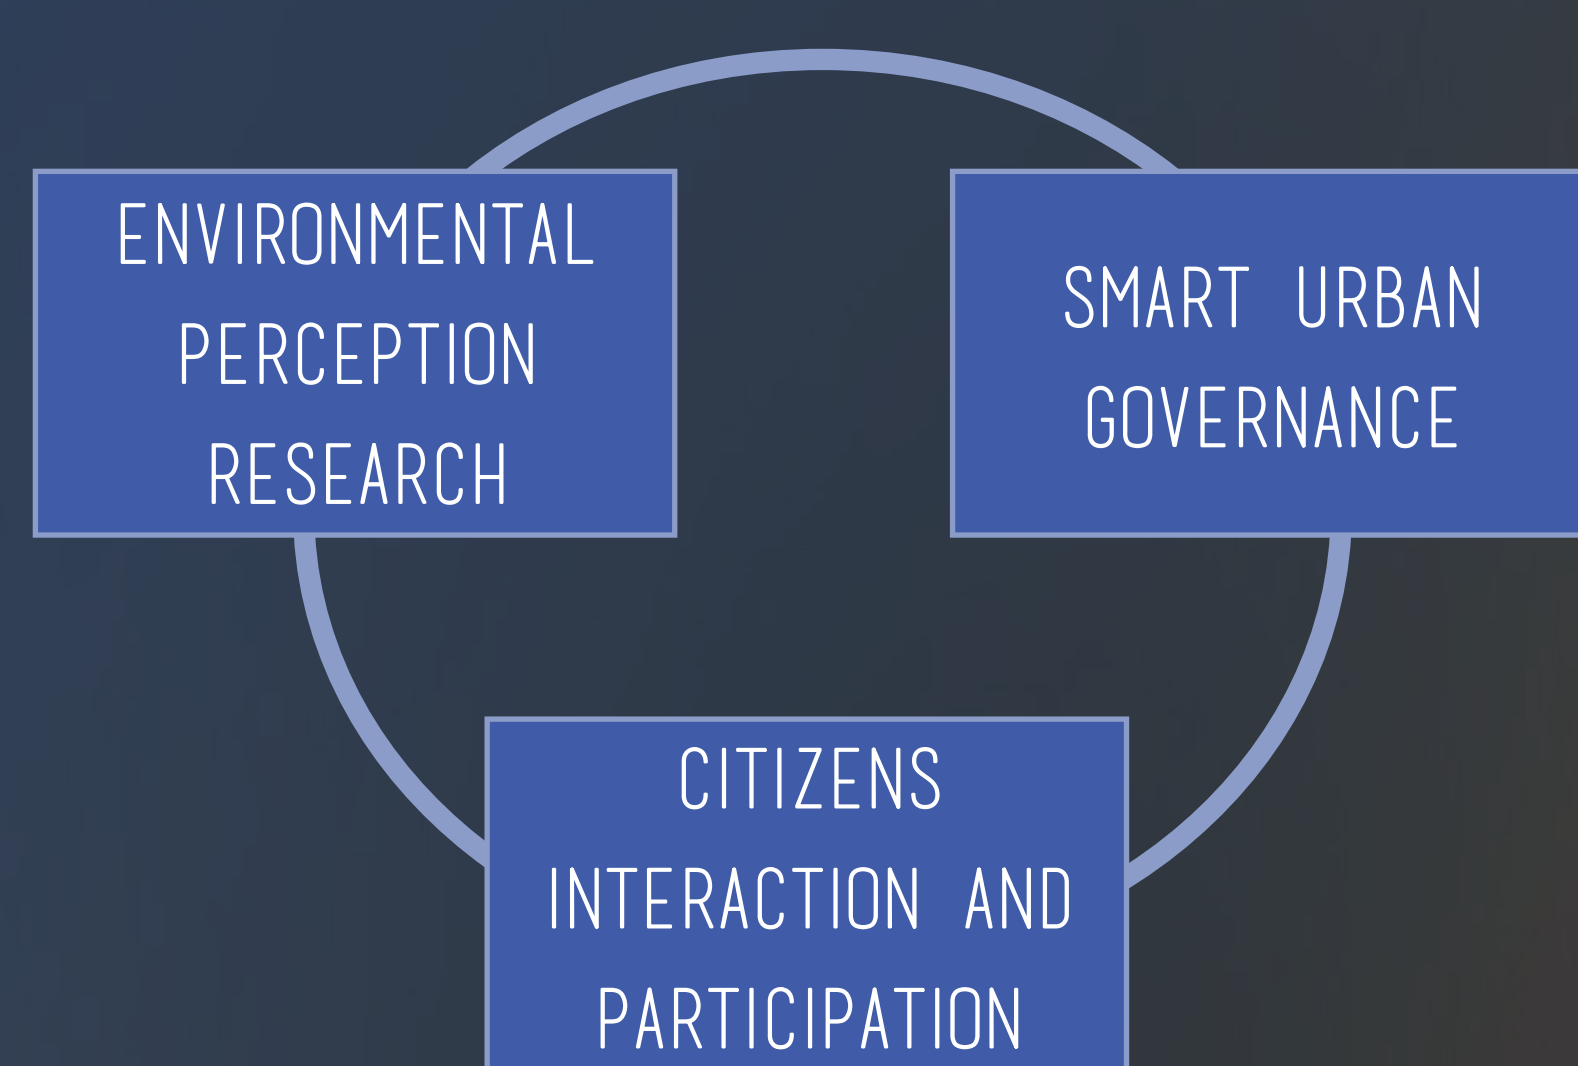 ENVIRONMENTAL
PERCEPTION
RESEARCH
SMART URBAN
GOVERNANCE
CITIZENS
INTERACTION AND
PARTICIPATION